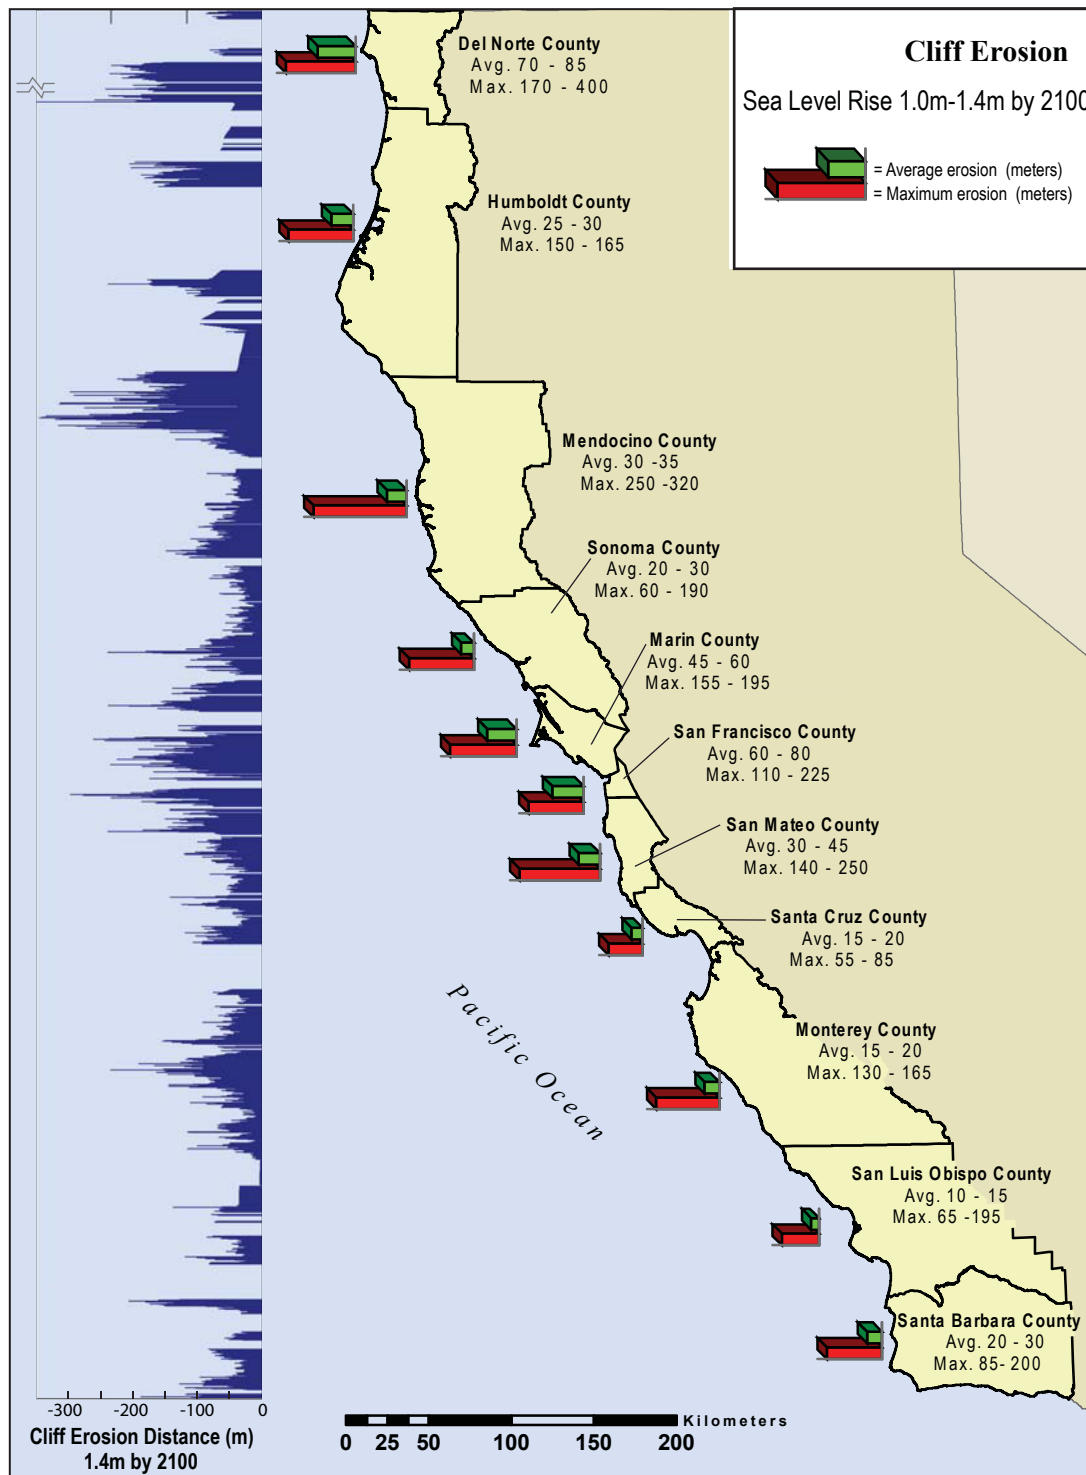 Cliff Erosion
Sea Level Rise 1.0m-1.4m by 2100
= Average erosion (meters)
= Maximum erosion (meters)
Del Norte County
Avg. 70 - 85
Max. 170 - 400
Humboldt County
Avg. 25 - 30
Max. 150 - 165
Mendocino County
Avg. 30 -35
Max. 250 -320
Sonoma County
Avg. 20 - 30
Max. 60 - 190
Marin County
Avg. 45 - 60
Max. 155 - 195
San Francisco County
Avg. 60 - 80
Max. 110 - 225
San Mateo County
Avg. 30 - 45
Max. 140 - 250
Santa Cruz County
Avg. 15 - 20
Max. 55 - 85
Pacific Ocean
Monterey County
Avg. 15 - 20
Max. 130 - 165
San Luis Obispo County
Avg. 10 - 15
Max. 65 -195
Santa Barbara County
Avg. 20 - 30
Max. 85- 200
-300 -200 -100 0
Cliff Erosion Distance (m)
1.4m by 2100
Kilometers
0 25 50 100 150 200